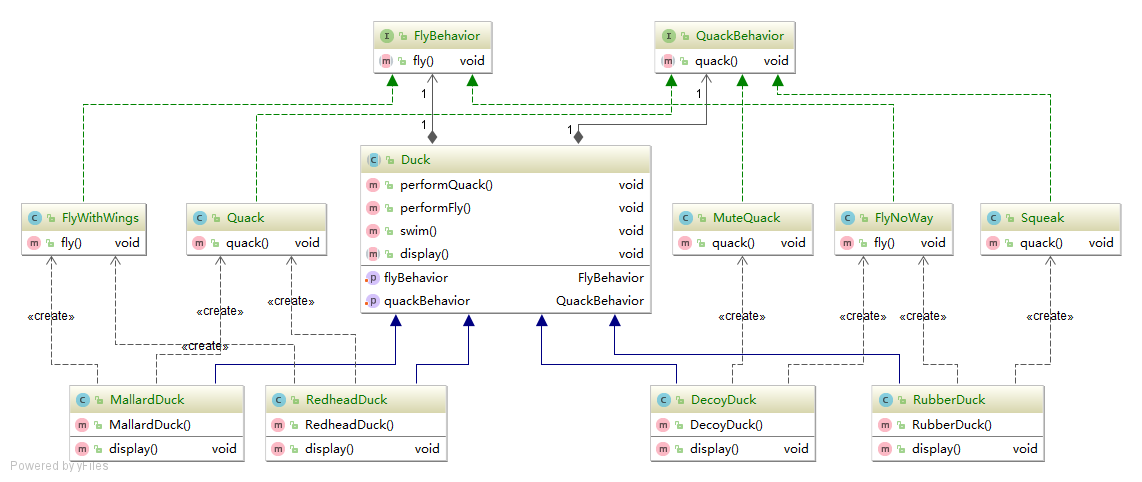 FlyBehavior
fly() void
QuackBehavior
quack() void
1
1
1
1
Duck
performQuack() void
performFly() void
swim() void
display() void
flyBehavior FlyBehavior
quackBehavior QuackBehavior
FlyWithWings
fly() void
Quack
quack() void
MuteQuack
quack() void
FlyNoWay
fly() void
Squeak
quack() void
«create»
«create»
«create»
«create»
«create»
«create»
«create»
«create»
MallardDuck
MallardDuck()
display() void
RedheadDuck
RedheadDuck()
display() void
DecoyDuck
DecoyDuck()
display() void
RubberDuck
RubberDuck()
display() void
Powered by yFiles